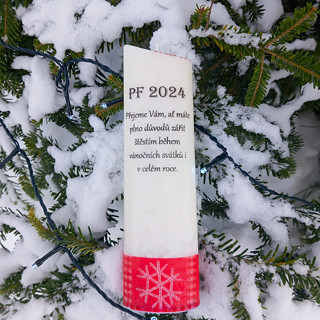 PF 2024
Přejeme Vám, ať máte
plno důvodů zářit
štěstím během
vánočních svátků i
v celém roce.